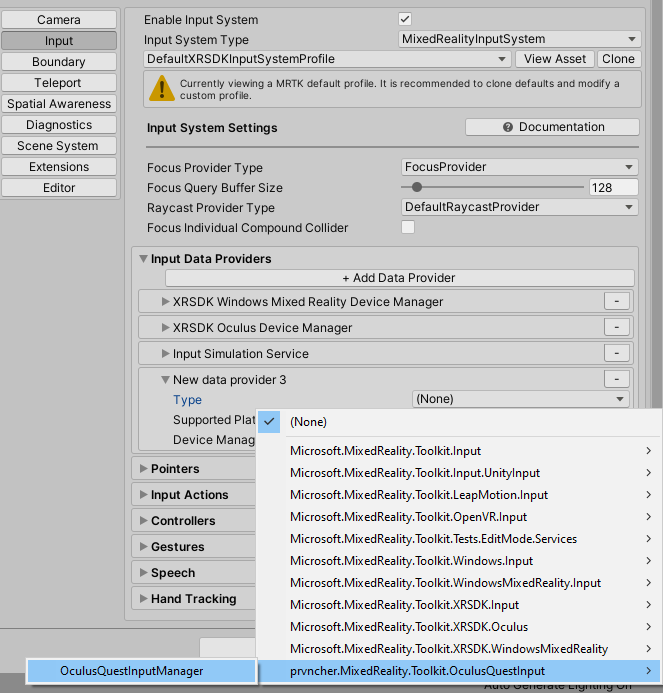 Camera
Input
Boundary
Teleport
Spatial Awareness
Diagnostics
Scene System
Extensions
Editor
Enable Input System
Input System Type MixedRealityInputSystem
DefaultXRSDKInputSystemProfile View Asset Clone
Currently viewing a MRTK default profile. It is recommended to clone defaults and modify a
custom profile.
Input System Settings Documentation
Focus Provider Type FocusProvider
Focus Query Buffer Size 128
Raycast Provider Type DefaultRaycastProvider
Focus Individual Compound Collider
Input Data Providers
+ Add Data Provider
XRSDK Windows Mixed Reality Device Manager -
XRSDK Oculus Device Manager -
Input Simulation Service -
New data provider 3 -
Type (None)
Supported Plat
Device Manag
Pointers
Input Actions
Controllers
Gestures
Speech
Hand Tracking
(None)
Microsoft.MixedReality.Toolkit.Input
Microsoft.MixedReality.Toolkit.Input.UnityInput
Microsoft.MixedReality.Toolkit.LeapMotion.Input
Microsoft.MixedReality.Toolkit.OpenVR.Input
Microsoft.MixedReality.Toolkit.Tests.EditMode.Services
Microsoft.MixedReality.Toolkit.Windows.Input
Microsoft.MixedReality.Toolkit.WindowsMixedReality.Input
Microsoft.MixedReality.Toolkit.XRSDK.Input
Microsoft.MixedReality.Toolkit.XRSDK.Oculus
Microsoft.MixedReality.Toolkit.XRSDK.WindowsMixedReality
prvncher.MixedReality.Toolkit.OculusQuestInput
OculusQuestInputManager
Auto Generate Lighting On